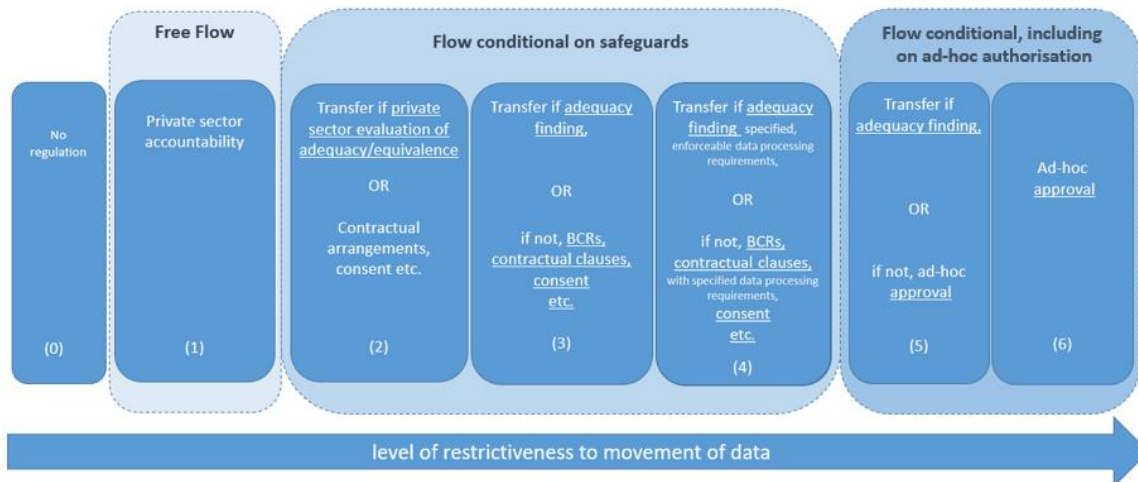 Free Flow
Flow conditional on safeguards
Flow conditional, including
on ad-hoc authorisation
No
regulation
(0)
Private sector
accountability
(1)
Transfer if private
sector evaluation of
adequacy/equivalence
OR
Contractual
arrangements,
consent etc.
(2)
Transfer if adequacy
finding,
OR
if not, BCRs,
contractual clauses,
consent
etc.
(3)
Transfer if adequacy
finding specified,
enforceable data processing
requirements,
OR
if not, BCRs,
contractual clauses,
with specified data processing
requirements,
consent
etc.
(4)
Transfer if
adequacy finding,
OR
if not, ad-hoc
approval
(5)
Ad-hoc
approval
(6)
level of restrictiveness to movement of data